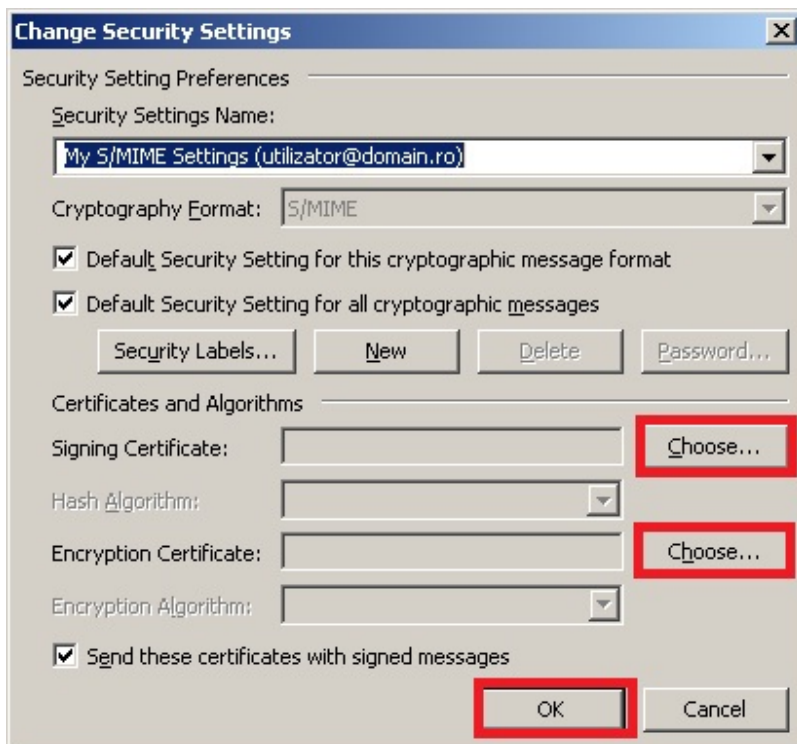 Change Security Settings
Security Setting Preferences
Security Settings Name:
My S/MIME Settings (utilizator@domain.ro)
Cryptography Format: S/MIME
Default Security Setting for this cryptographic message format
Default Security Setting for all cryptographic messages
Security Labels... New Delete Password...
Certificates and Algorithms
Signing Certificate: Choose...
Hash Algorithm:
Encryption Certificate: Choose...
Encryption Algorithm:
Send these certificates with signed messages
OK Cancel